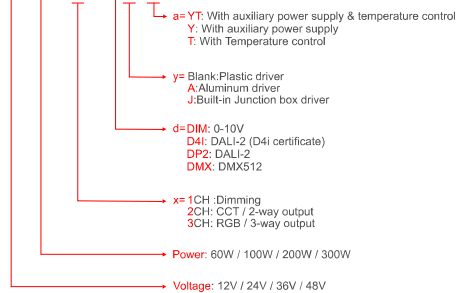 a=YT: With auxiliary power supply & temperature control
Y: With auxiliary power supply
T: With Temperature control
y= Blank:Plastic driver
A:Aluminum driver
J:Built-in Junction box driver
d=DIM: 0-10V
D4I: DALI-2 (D4i certificate)
DP2: DALI-2
DMX: DMX512
x= 1CH :Dimming
2CH: CCT / 2-way output
3CH: RGB / 3-way output
Power: 60W / 100W / 200W / 300W
Voltage: 12V / 24V / 36V / 48V